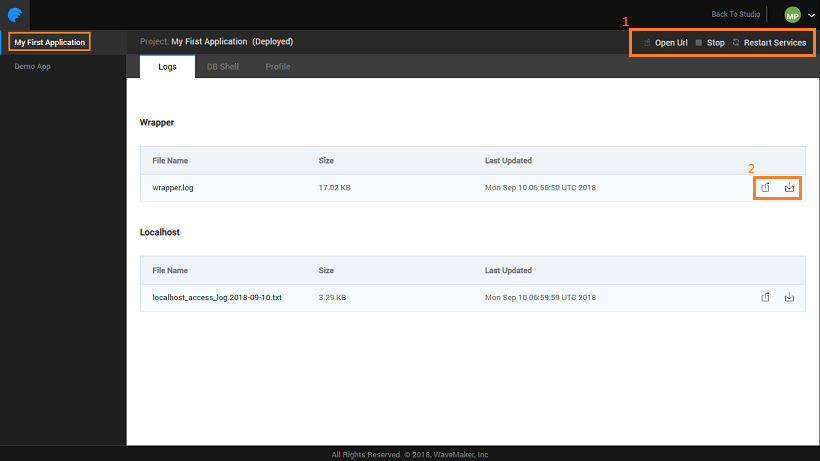 Back To Studio
MP
1
My First Application
Project: My First Application (Deployed)
Open Url Stop Restart Services
Demo App
Logs DB Shell Profile
Wrapper
File Name Size Last Updated
2
wrapper.log 17.02 KB Mon Sep 10 06:56:50 UTC 2018
Localhost
File Name Size Last Updated
localhost_access_log.2018-09-10.txt 3.29 KB Mon Sep 10 06:59:59 UTC 2018
All Rights Reserved. © 2018, WaveMaker, Inc